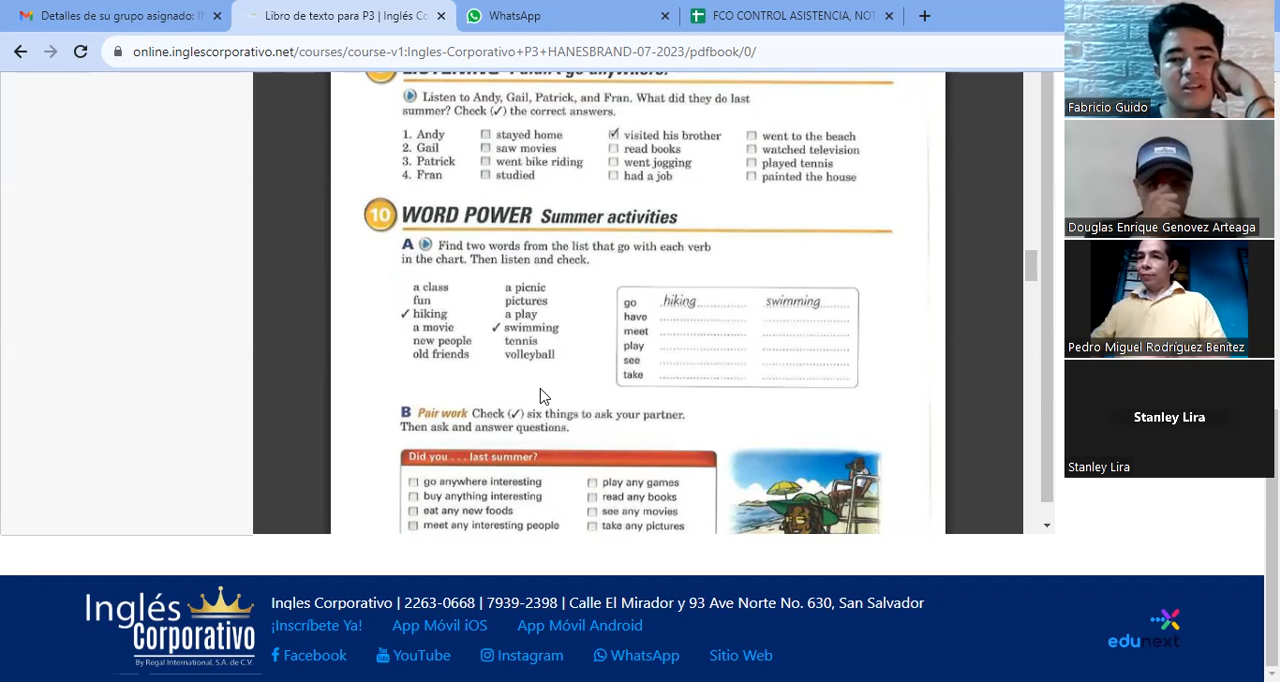 Detalles de su grupo asignado: I
Libro de texto para P3 | Inglés C
WhatsApp
FCO CONTROL ASISTENCIA, NOT
online.inglescorporativo.net/courses/course-v1:Ingles-Corporativo+P3+HANESBRAND-07-2023/pdfbook/0/
Listen to Andy, Gail, Patrick, and Fran. What did they do last
summer? Check (✓) the correct answers.
1. Andy stayed home ✓ visited his brother went to the beach
2. Gail saw movies read books watched television
3. Patrick went bike riding went jogging played tennis
4. Fran studied had a job painted the house
10 WORD POWER Summer activities
A Find two words from the list that go with each verb
in the chart. Then listen and check.
a class a picnic
fun pictures
✓ hiking a play
a movie ✓ swimming
new people tennis
old friends volleyball
go hiking swimming
have
meet
play
see
take
B Pair work Check (✓) six things to ask your partner.
Then ask and answer questions.
Did you . . . last summer?
go anywhere interesting play any games
buy anything interesting read any books
eat any new foods see any movies
meet any interesting people take any pictures
Fabricio Guido
Douglas Enrique Genovez Arteaga
Pedro Miguel Rodríguez Benítez
Stanley Lira
Stanley Lira
Inglés
Corporativo
By Regal International, S.A. de C.V.
Ingles Corporativo | 2263-0668 | 7939-2398 | Calle El Mirador y 93 Ave Norte No. 630, San Salvador
¡Inscríbete Ya! App Móvil iOS App Móvil Android
Facebook YouTube Instagram WhatsApp Sitio Web
edunext